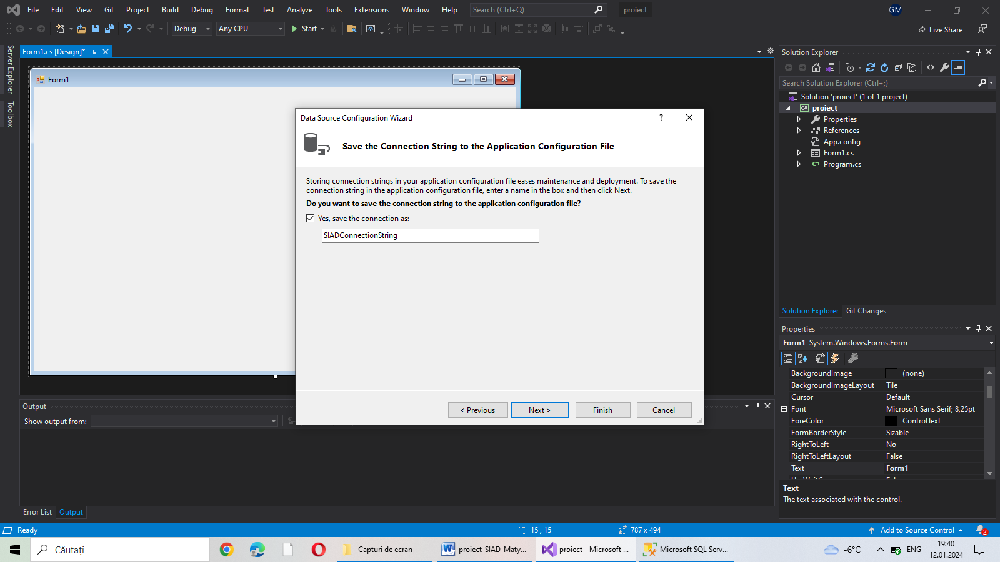 File Edit View Git Project Build Debug Format Test Analyze Tools Extensions Window Help Search (Ctrl+Q) proiect GM
Debug Any CPU Start Live Share
Server Explorer
Toolbox
Form1.cs [Design]*
Form1
Data Source Configuration Wizard ?
Save the Connection String to the Application Configuration File
Storing connection strings in your application configuration file eases maintenance and deployment. To save the
connection string in the application configuration file, enter a name in the box and then click Next.
Do you want to save the connection string to the application configuration file?
Yes, save the connection as:
SIADConnectionString
< Previous Next > Finish Cancel
Solution Explorer
Search Solution Explorer (Ctrl+;)
Solution 'proiect' (1 of 1 project)
C# proiect
Properties
References
App.config
Form1.cs
C# Program.cs
Solution Explorer Git Changes
Properties
Form1 System.Windows.Forms.Form
BackgroundImage (none)
BackgroundImageLayout Tile
Cursor Default
Font Microsoft Sans Serif; 8,25pt
ForeColor ControlText
FormBorderStyle Sizable
RightToLeft No
RightToLeftLayout False
Text Form1
Text
The text associated with the control.
Output
Show output from:
Error List Output
Ready 15 , 15 787 x 494 Add to Source Control 2
Căutați Capturi de ecran proiect-SIAD_Maty... proiect - Microsoft ... Microsoft SQL Serv... -6°C ENG 19:40
12.01.2024